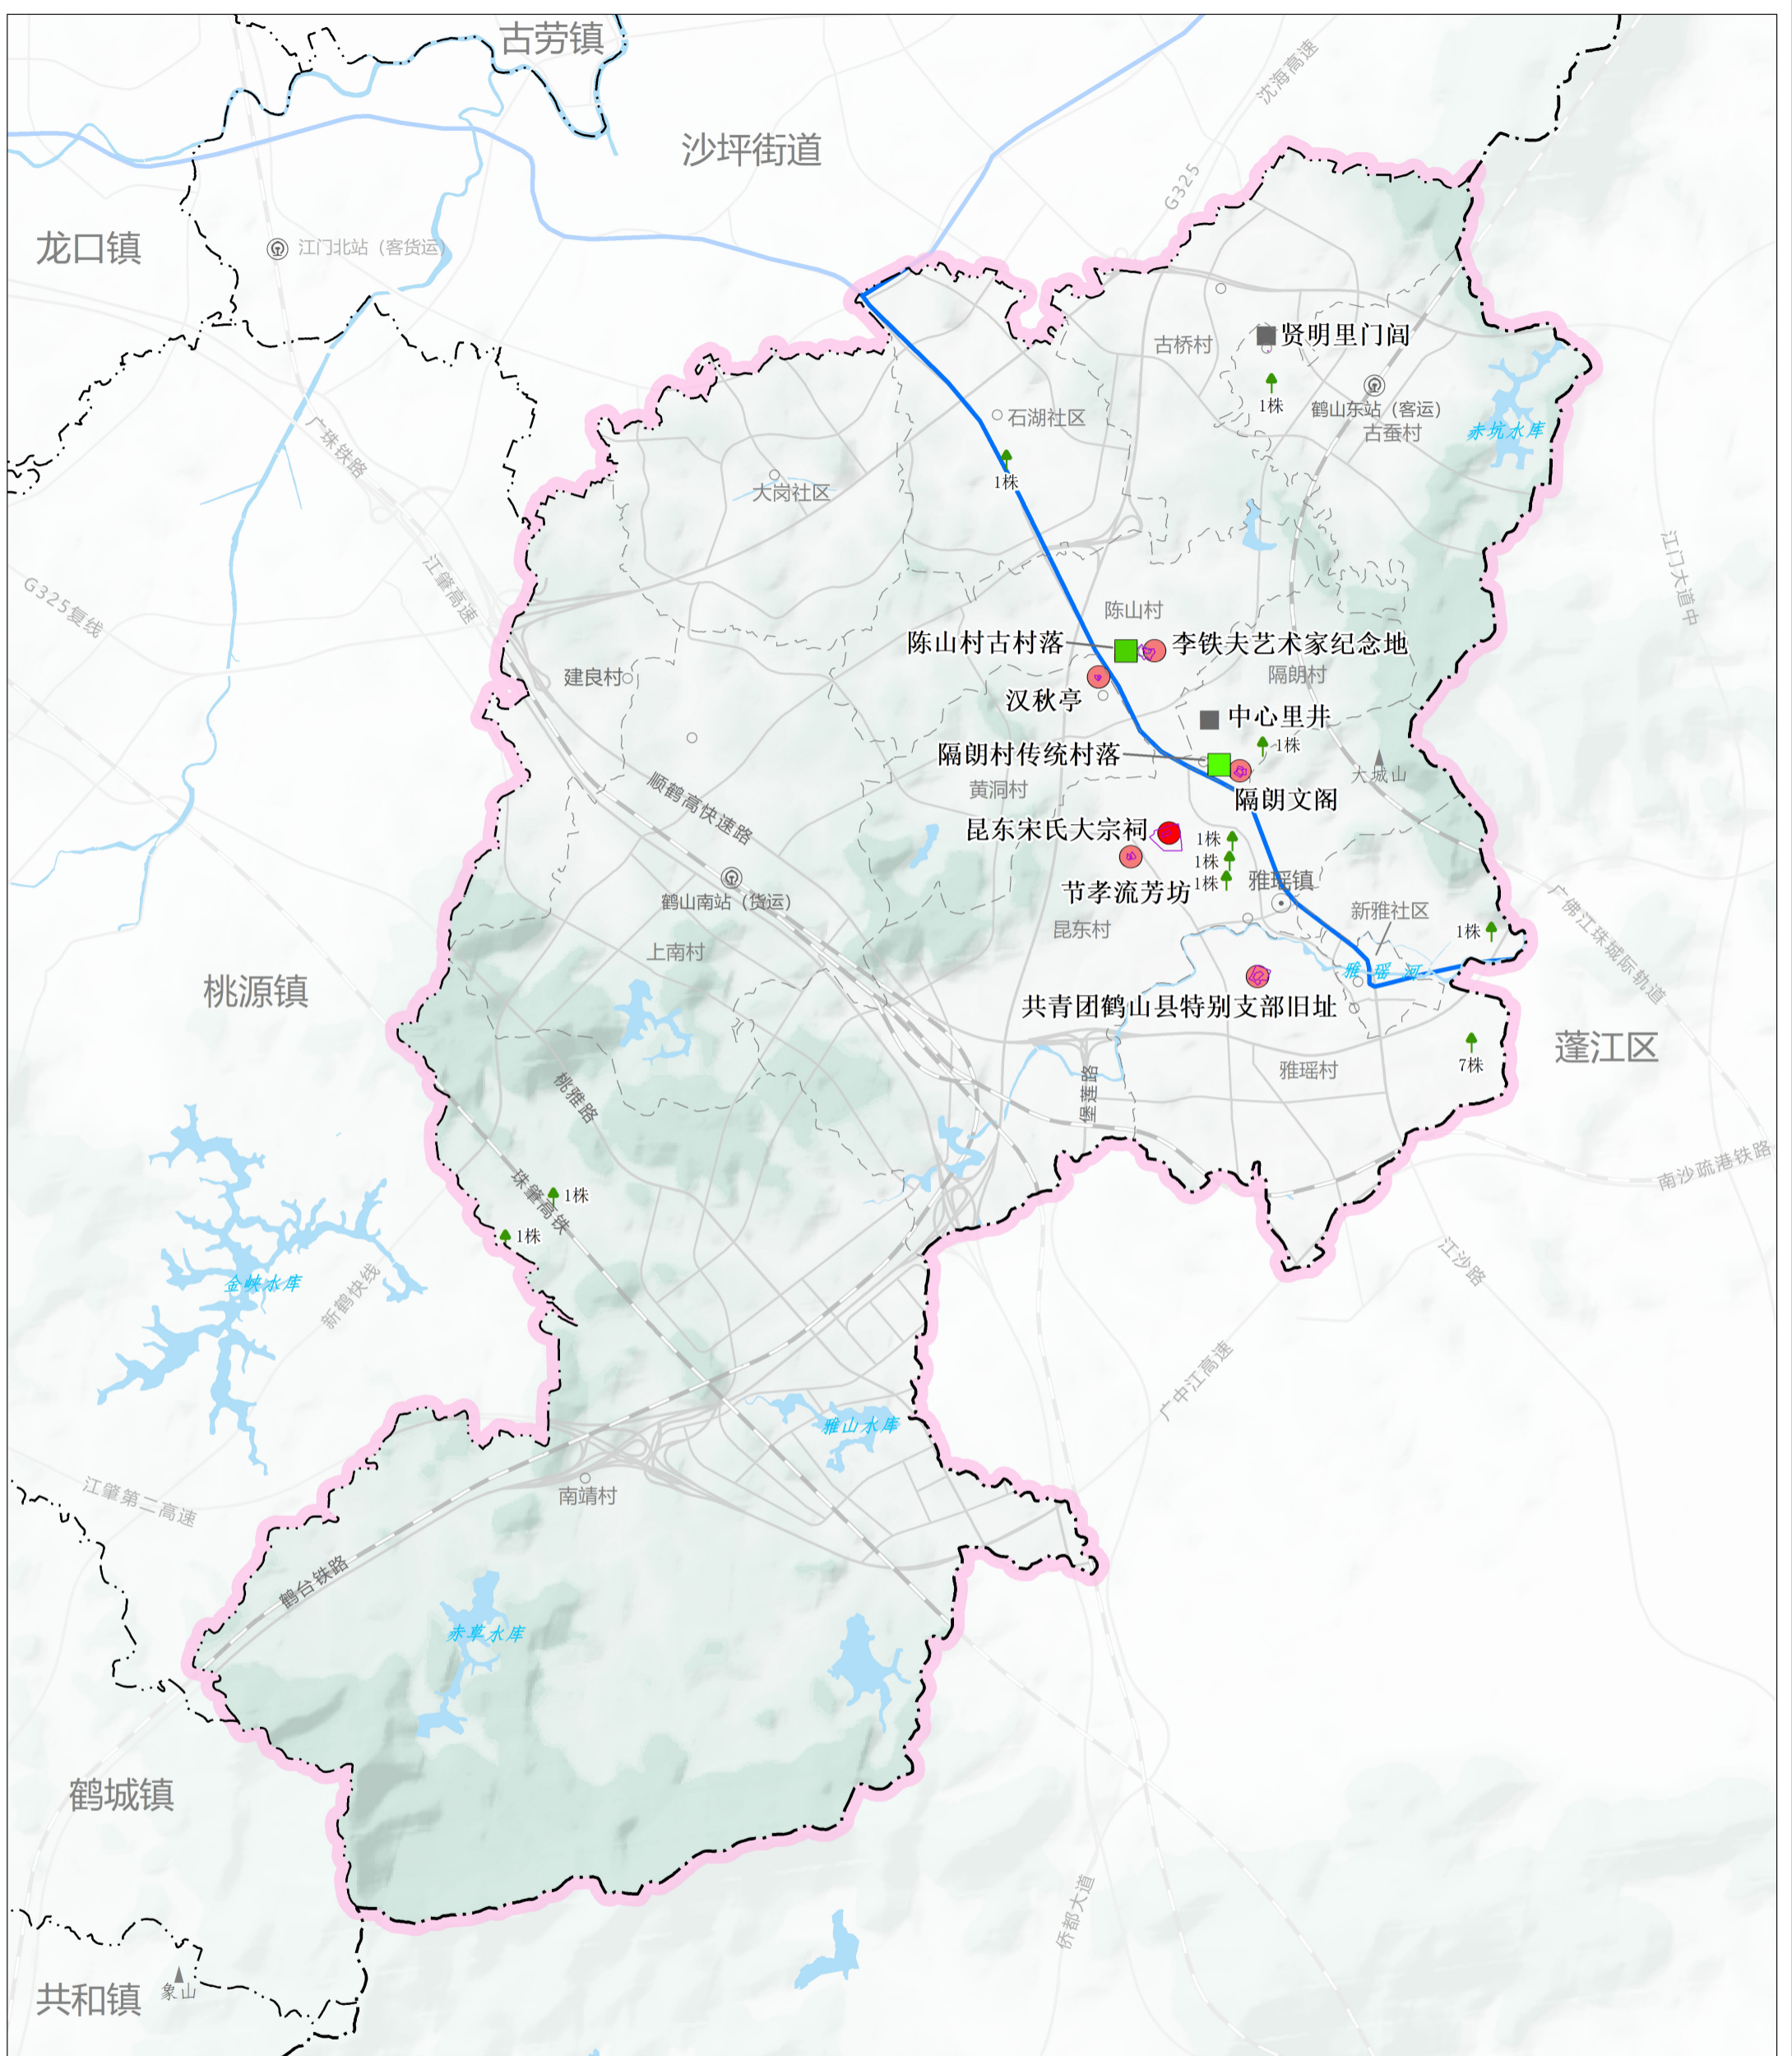 古劳镇
沈海高速
沙坪街道
G325
龙口镇
江门北站（客货运）
贤明里门闾
古桥村
1株
鹤山东站（客运）
古蚕村
石湖社区
赤坑水库
广珠铁路
1株
大岗社区
江门大道中
江肇高速
G325复线
陈山村
陈山村古村落
李铁夫艺术家纪念地
隔朗村
建良村
汉秋亭
中心里井
1株
隔朗村传统村落
大城山
顺鹤高快速路
黄洞村
隔朗文阁
昆东宋氏大宗祠
1株
1株
1株
雅瑶镇
节孝流芳坊
鹤山南站（货运）
新雅社区
广佛江珠城际轨道
昆东村
1株
上南村
雅瑶河
桃源镇
共青团鹤山县特别支部旧址
蓬江区
7株
雅瑶村
桃雅路
堡莲路
南沙疏港铁路
珠肇高铁
1株
1株
江沙路
金峡水库
新鹤快线
广中江高速
雅山水库
江肇第二高速
南靖村
鹤台铁路
赤草水库
鹤城镇
侨都大道
象山
共和镇